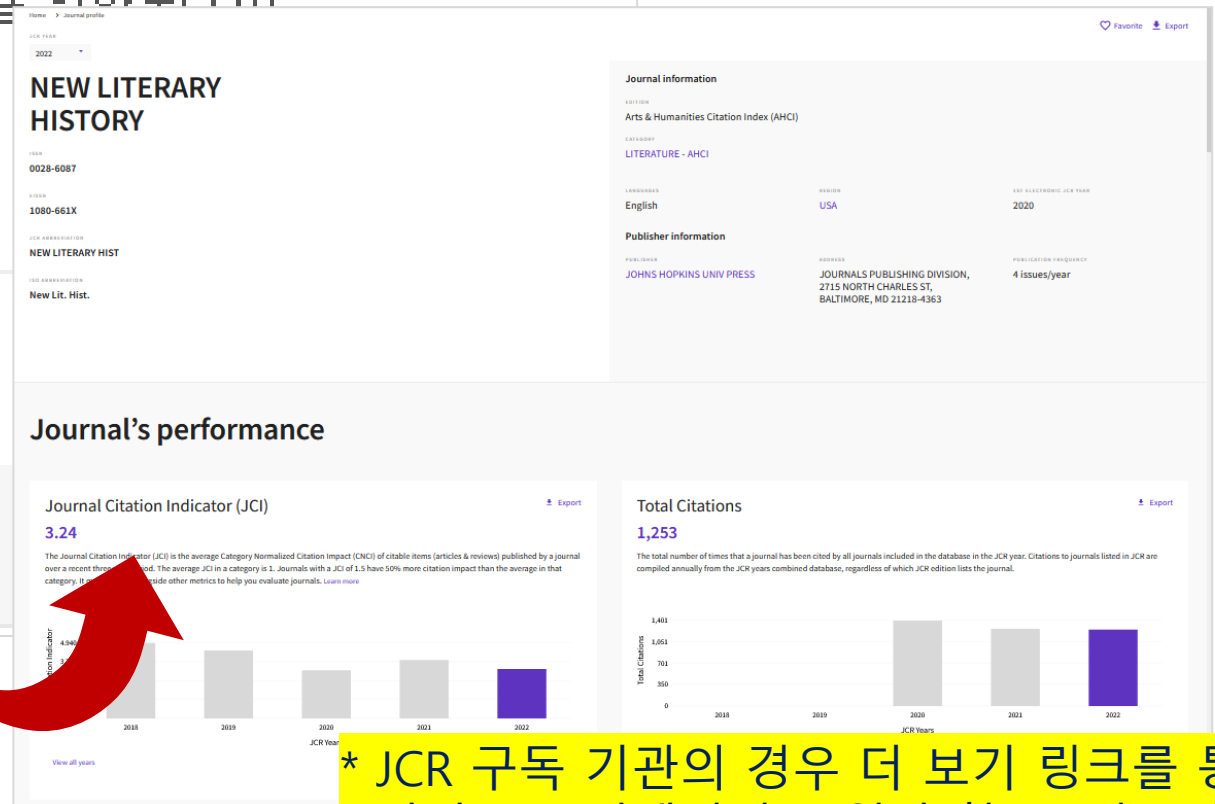 Home > Journal profile
Favorite Export
JCR YEAR
2022
NEW LITERARY
HISTORY
ISSN
0028-6087
EISSN
1080-661X
JCR ABBREVIATION
NEW LITERARY HIST
ISO ABBREVIATION
New Lit. Hist.
Journal information
EDITION
Arts & Humanities Citation Index (AHCI)
CATEGORY
LITERATURE - AHCI
LANGUAGES REGION 1ST ELECTRONIC JCR YEAR
English USA 2020
Publisher information
PUBLISHER ADDRESS PUBLICATION FREQUENCY
JOHNS HOPKINS UNIV PRESS JOURNALS PUBLISHING DIVISION, 4 issues/year
2715 NORTH CHARLES ST,
BALTIMORE, MD 21218-4363
Journal's performance
Journal Citation Indicator (JCI) Export
3.24
The Journal Citation Indicator (JCI) is the average Category Normalized Citation Impact (CNCI) of citable items (articles & reviews) published by a journal
over a recent three The average JCI in a category is 1. Journals with a JCI of 1.5 have 50% more citation impact than the average in that
category. It other metrics to help you evaluate journals. Learn more
4.940
2018 2019 2020 2021 2022
JCR Year
View all years
Total Citations Export
1,253
The total number of times that a journal has been cited by all journals included in the database in the JCR year. Citations to journals listed in JCR are
compiled annually from the JCR years combined database, regardless of which JCR edition lists the journal.
Total Citations
1,401
1,051
701
350
0
2018 2019 2020 2021 2022
JCR Years
* JCR 구독 기관의 경우 더 보기 링크를